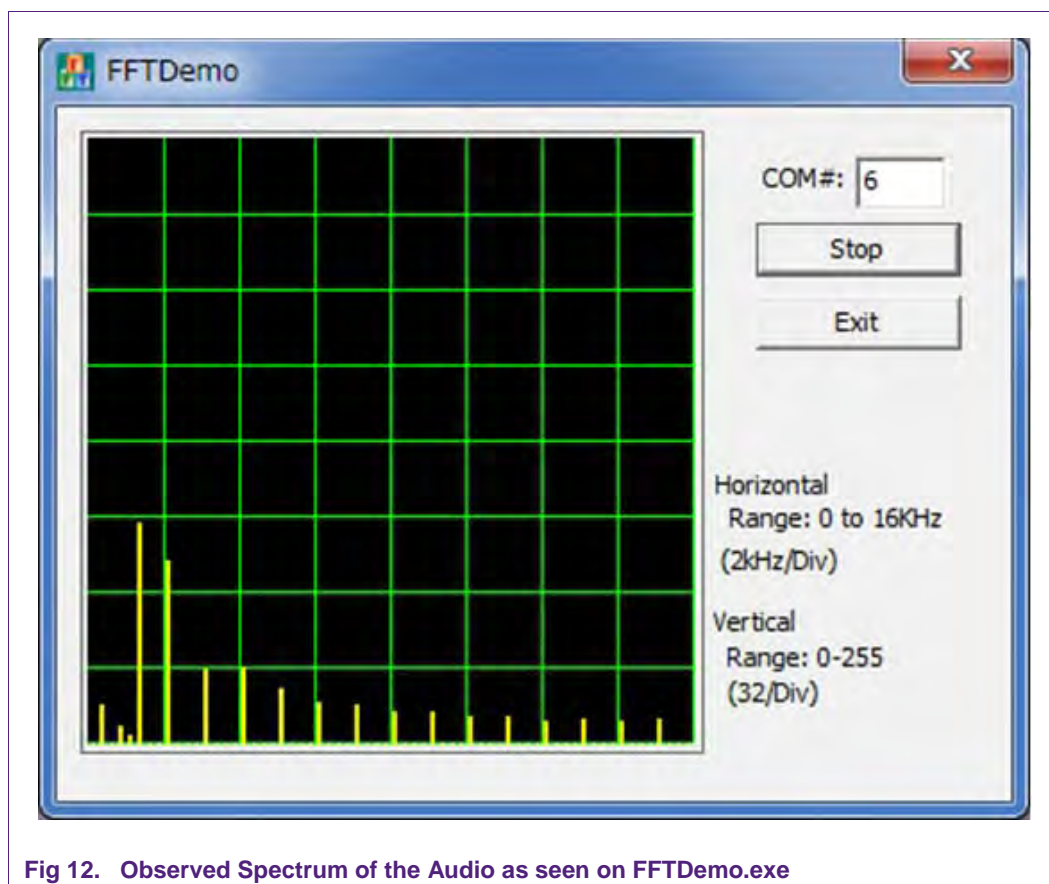 FFTDemo
COM#: 6
Stop
Exit
Horizontal
Range: 0 to 16KHz
(2kHz/Div)
Vertical
Range: 0-255
(32/Div)
Fig 12. Observed Spectrum of the Audio as seen on FFTDemo.exe